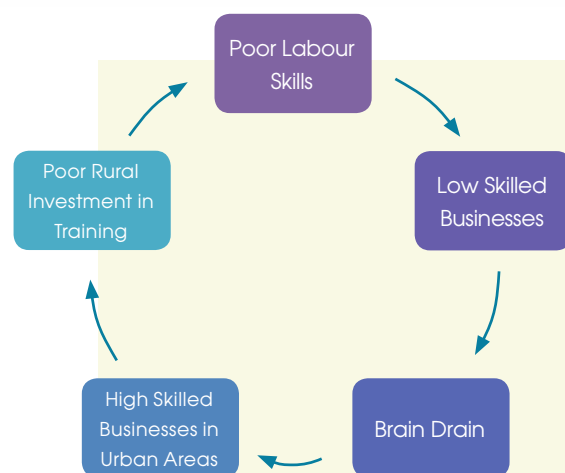 Poor Labour
Skills
Low Skilled
Businesses
Brain Drain
High Skilled
Businesses in
Urban Areas
Poor Rural
Investment in
Training